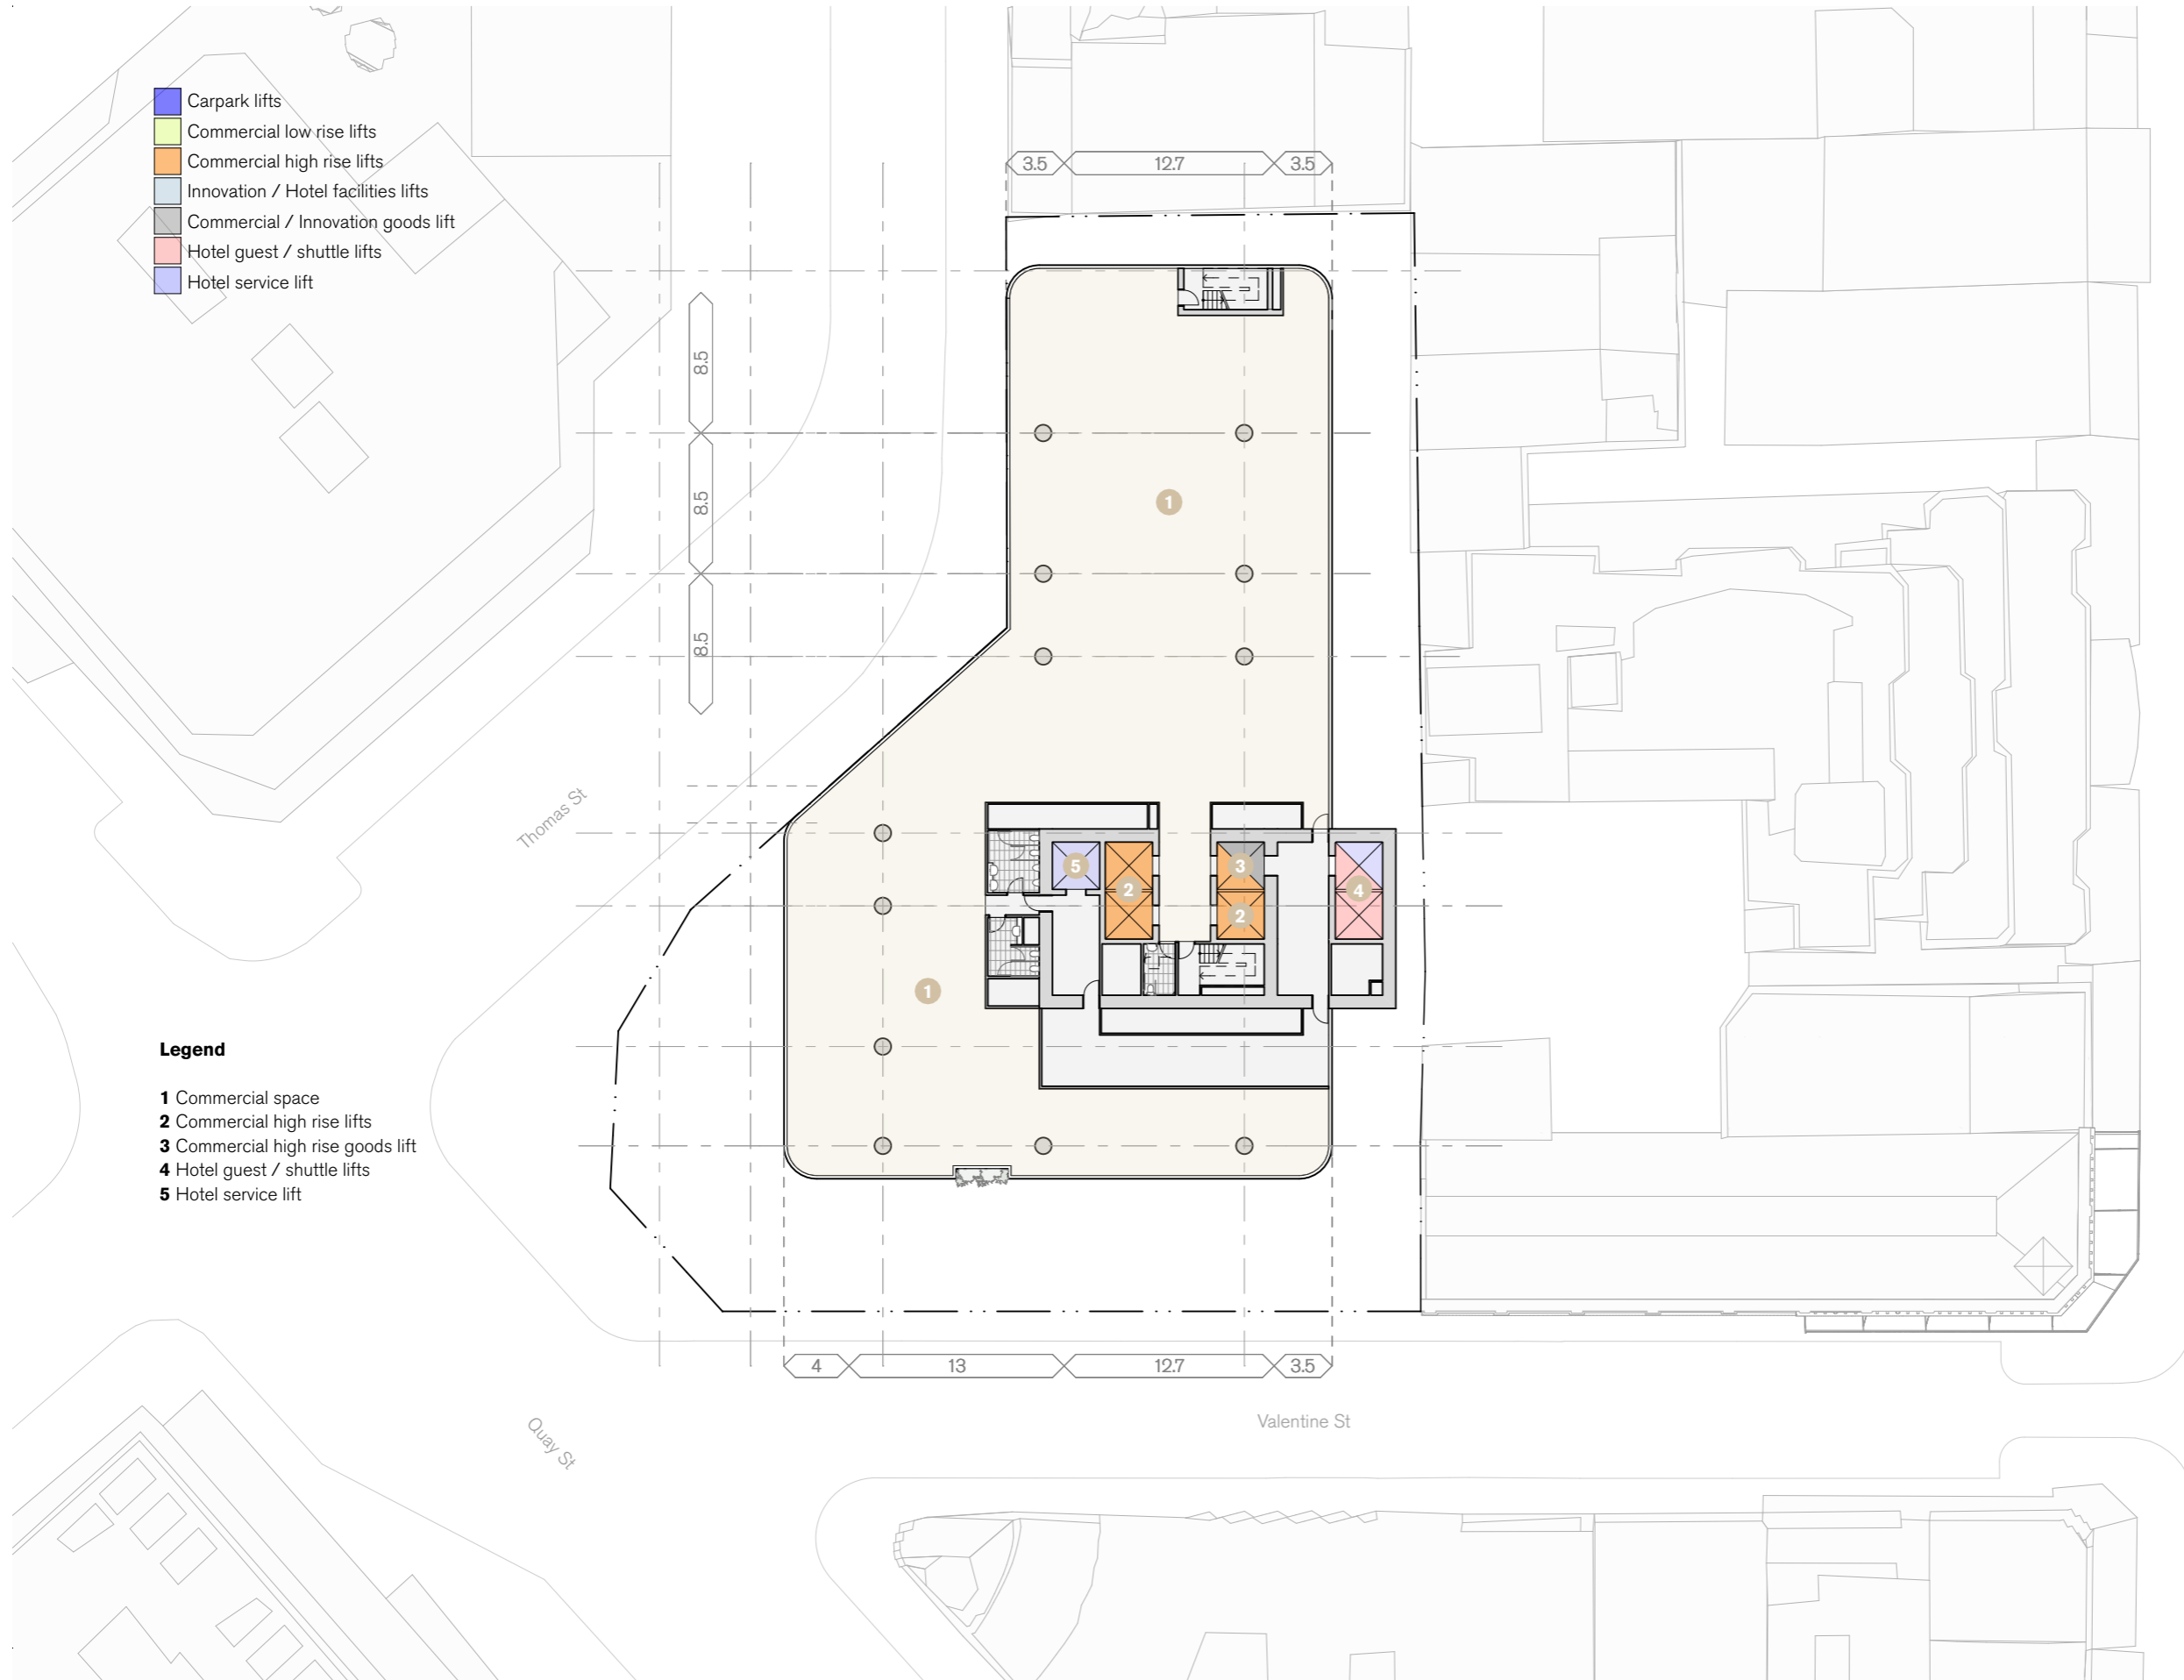 Carpark lifts
Commercial low rise lifts
Commercial high rise lifts
Innovation / Hotel facilities lifts
Commercial / Innovation goods lift
Hotel guest / shuttle lifts
Hotel service lift
3.5
12.7
3.5
8.5
8.5
8.5
1
Thomas St
5
2
3
2
4
1
Legend
1 Commercial space
2 Commercial high rise lifts
3 Commercial high rise goods lift
4 Hotel guest / shuttle lifts
5 Hotel service lift
4
13
12.7
3.5
Quay St
Valentine St